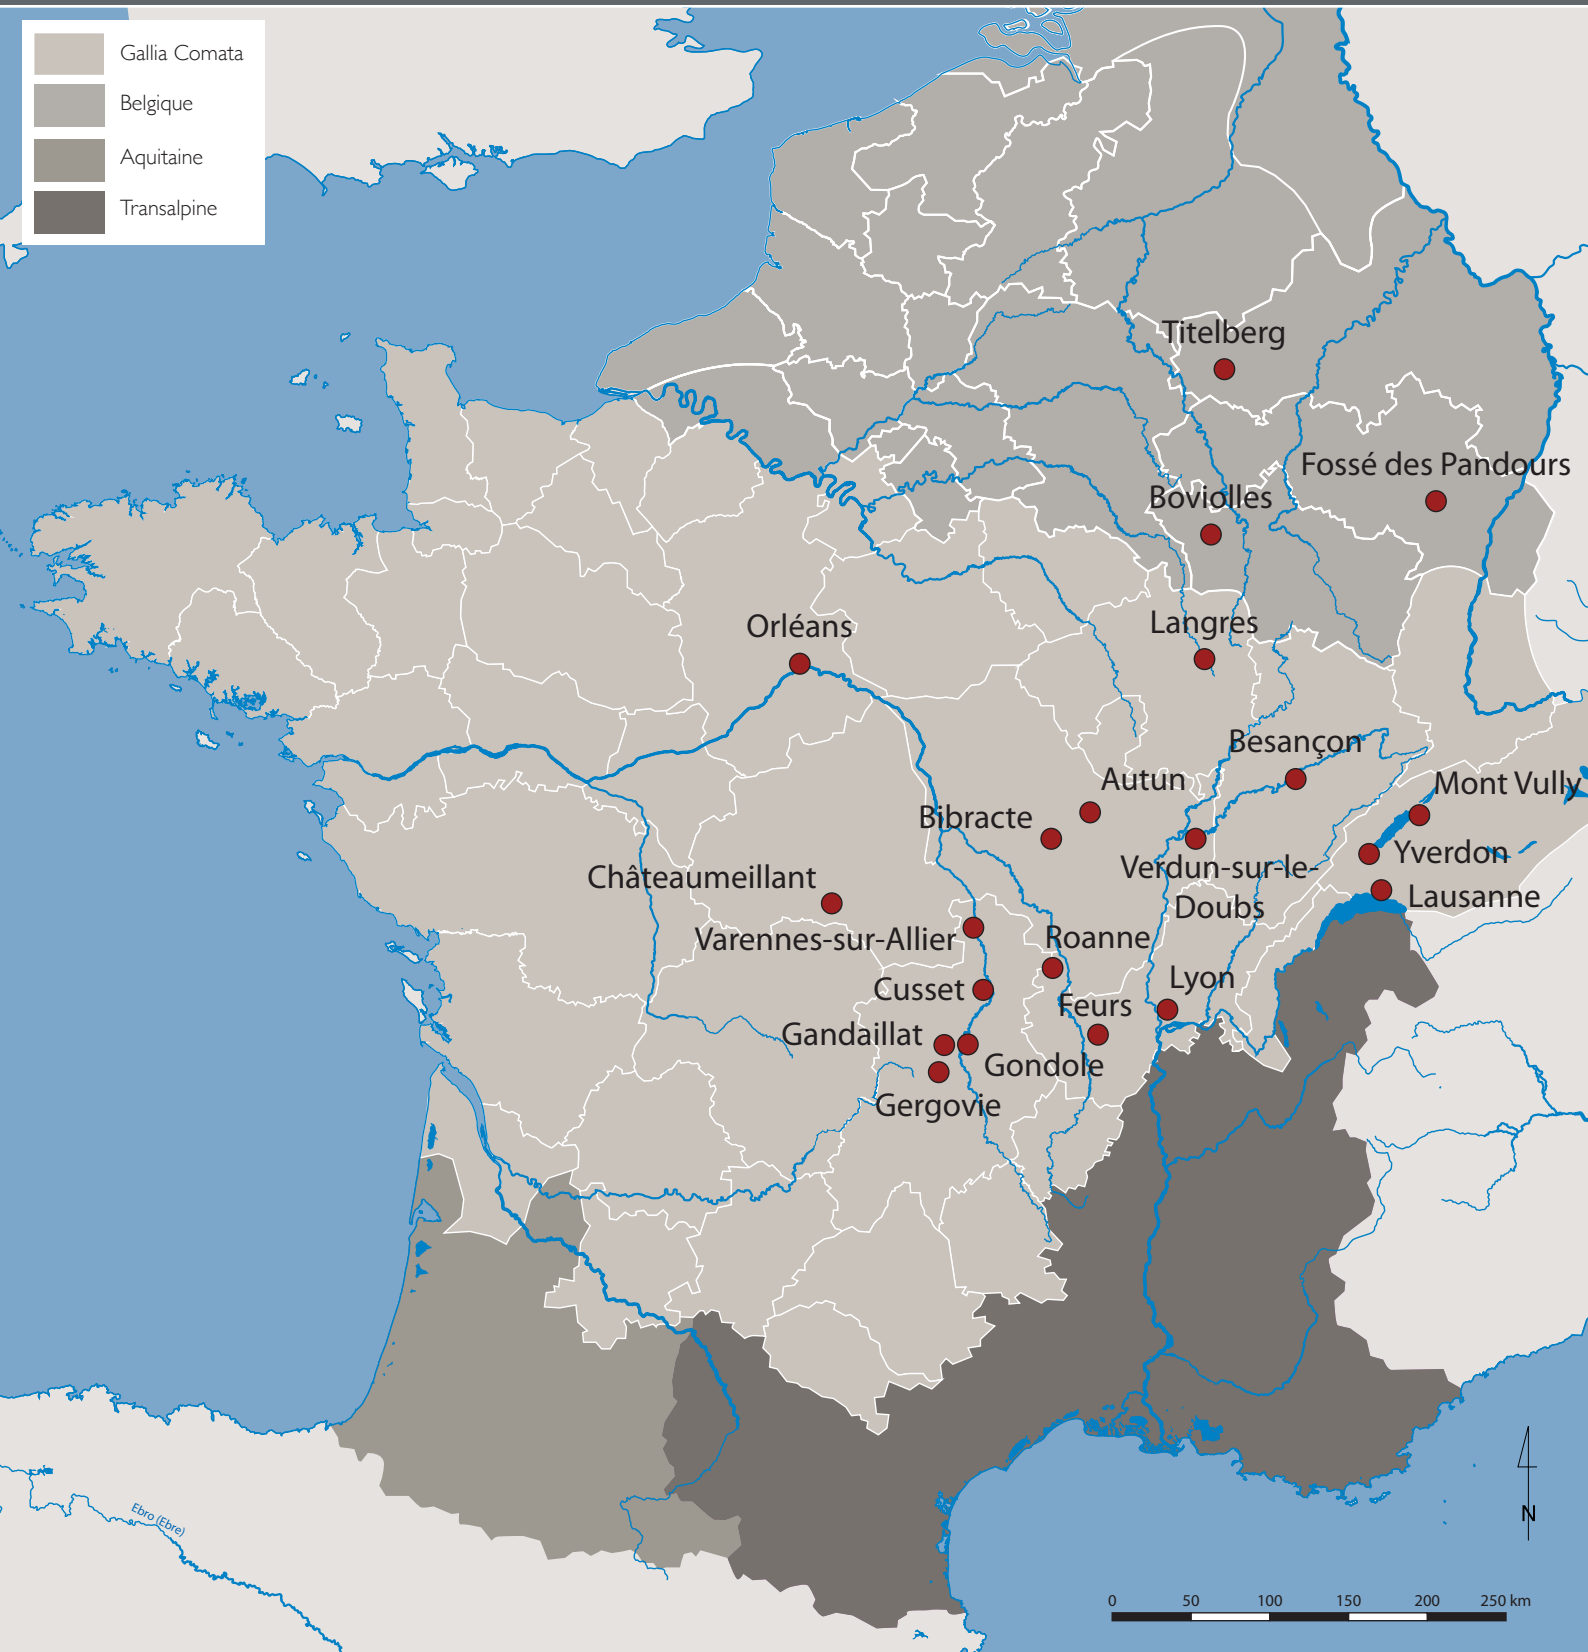 Gallia Comata
Belgique
Aquitaine
Transalpine
Titelberg
Fossé des Pandours
Boviolles
Orléans
Langres
Besançon
Autun
Mont Vully
Bibracte
Yverdon
Verdun-sur-le-
Doubs
Châteaumeillant
Lausanne
Varennes-sur-Allier
Roanne
Cusset
Lyon
Feurs
Gandaillat
Gondole
Gergovie
Ebro (Ebre)
N
0 50 100 150 200 250 km